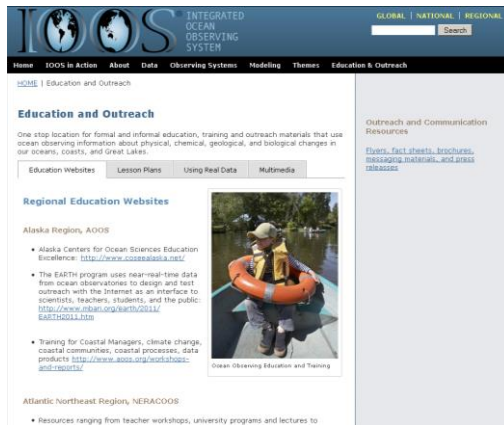 IOOS
INTEGRATED
OCEAN
OBSERVING
SYSTEM
GLOBAL | NATIONAL | REGIONAL
Search
Home IOOS in Action About Data Observing Systems Modeling Themes Education & Outreach
HOME | Education and Outreach
Education and Outreach
One stop location for formal and informal education, training and outreach materials that use
ocean observing information about physical, chemical, geological, and biological changes in
our oceans, coasts, and Great Lakes.
Education Websites Lesson Plans Using Real Data Multimedia
Regional Education Websites
Alaska Region, AOOS
• Alaska Centers for Ocean Sciences Education
Excellence: http://www.coseealaska.net/
• The EARTH program uses near-real-time data
from ocean observatories to design and test
outreach with the Internet as an interface to
scientists, teachers, students, and the public:
http://www.mbari.org/earth/2011/
EARTH2011.htm
• Training for Coastal Managers, climate change,
coastal communities, coastal processes, data
products http://www.aoos.org/workshops-
and-reports/
Ocean Observing Education and Training
Atlantic Northeast Region, NERACOOS
• Resources ranging from teacher workshops, university programs and lectures to
Outreach and Communication
Resources
Flyers, fact sheets, brochures,
messaging materials, and press
releasses